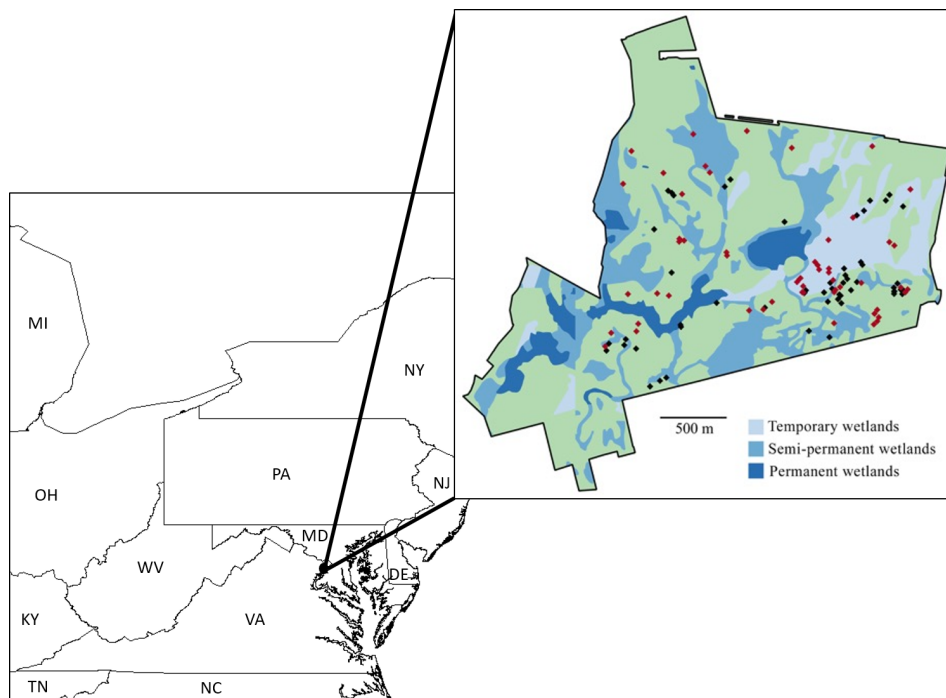 MI
NY
PA
NJ
OH
MD
WV
DE
KY
VA
TN
NC
500 m
Temporary wetlands
Semi-permanent wetlands
Permanent wetlands